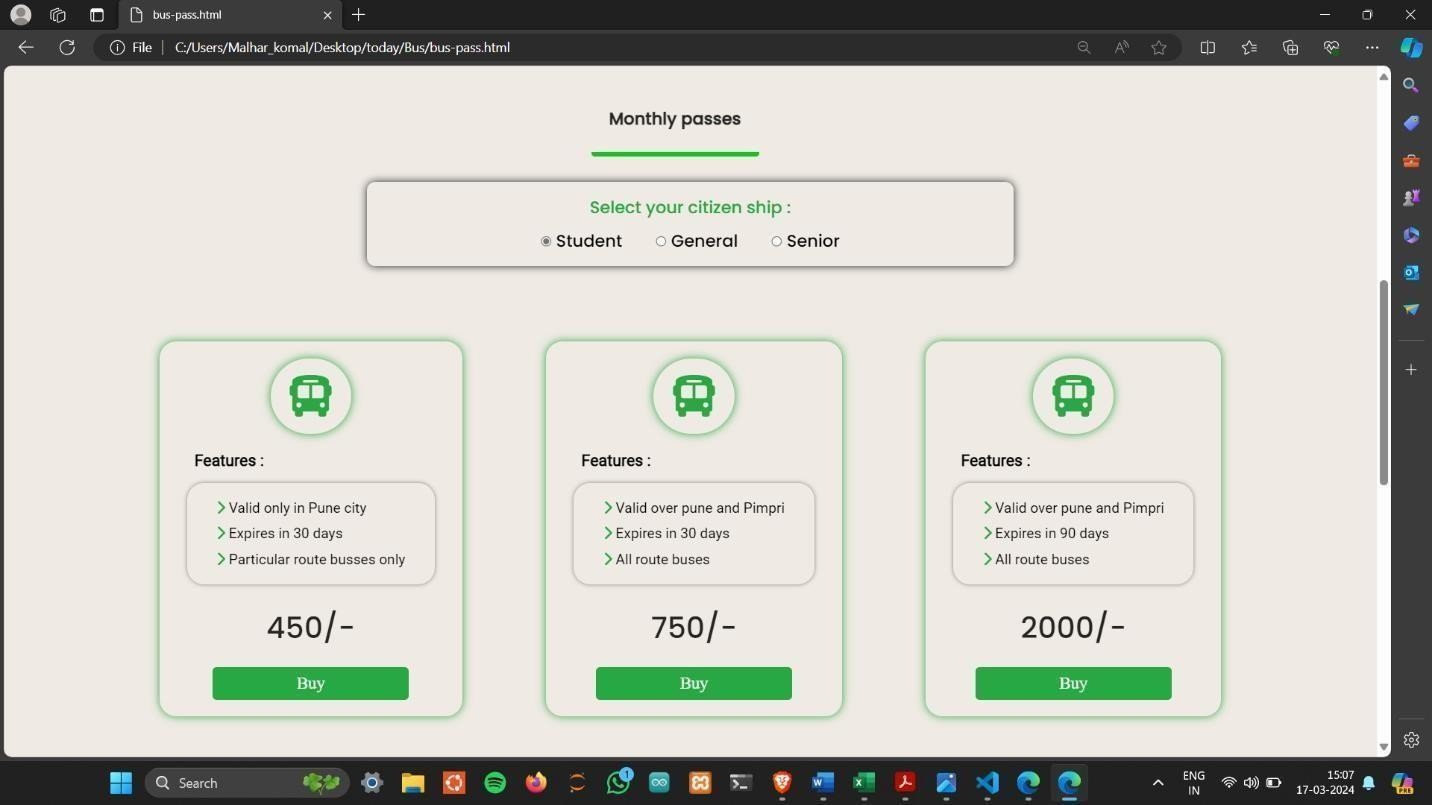 bus-pass.html
File
C:/Users/Malhar_komal/Desktop/today/Bus/bus-pass.html
Monthly passes
Select your citizen ship :
Student General Senior
Features :
Valid only in Pune city
Expires in 30 days
Particular route busses only
450/-
Buy
Features :
Valid over pune and Pimpri
Expires in 30 days
All route buses
750/-
Buy
Features :
Valid over pune and Pimpri
Expires in 90 days
All route buses
2000/-
Buy
Search
1
ENG
IN
15:07
17-03-2024
PRE